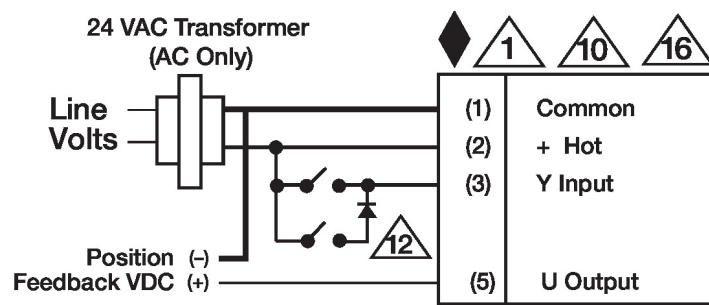 24 VAC Transformer
(AC Only)
1 10 16
Line
Volts
(1) Common
(2) + Hot
(3) Y Input
12
Position (–)
Feedback VDC (+)
(5) U Output